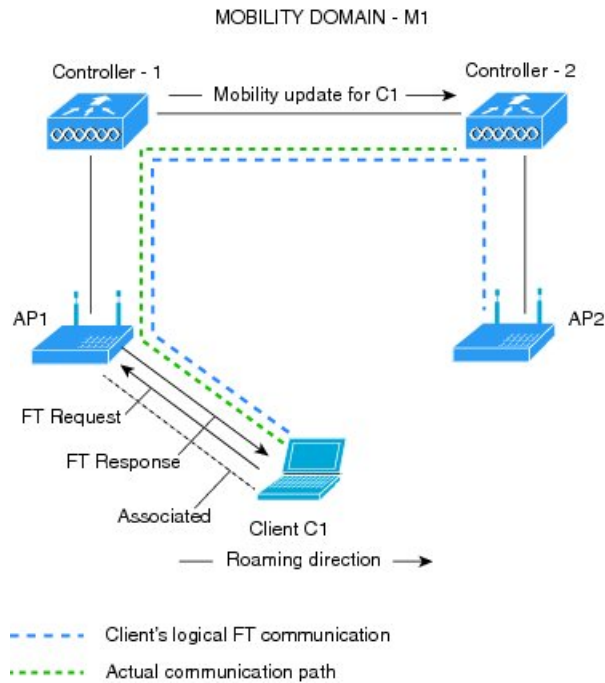 MOBILITY DOMAIN - M1
Controller - 1
Controller - 2
Mobility update for C1
AP1
AP2
FT Request
FT Response
Associated
Client C1
Roaming direction
Client's logical FT communication
Actual communication path